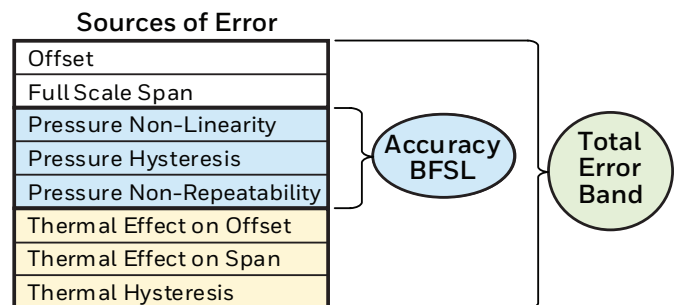 Sources of Error
Offset
Full Scale Span
Pressure Non-Linearity
Pressure Hysteresis
Pressure Non-Repeatability
Thermal Effect on Offset
Thermal Effect on Span
Thermal Hysteresis
Accuracy
BFSL
Total
Error
Band